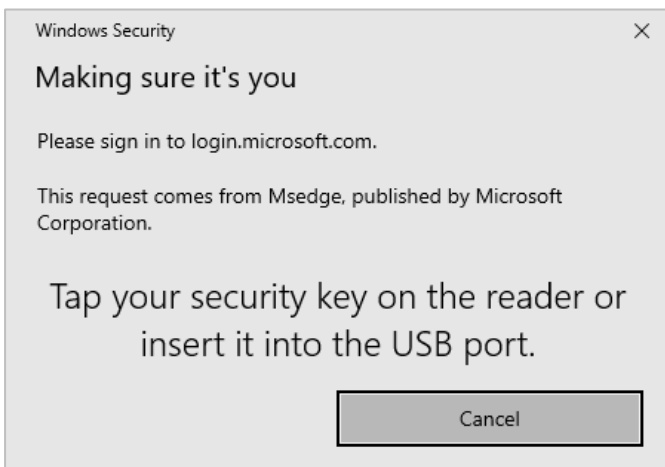 Windows Security
Making sure it's you
Please sign in to login.microsoft.com.
This request comes from Msedge, published by Microsoft
Corporation.
Tap your security key on the reader or
insert it into the USB port.
Cancel